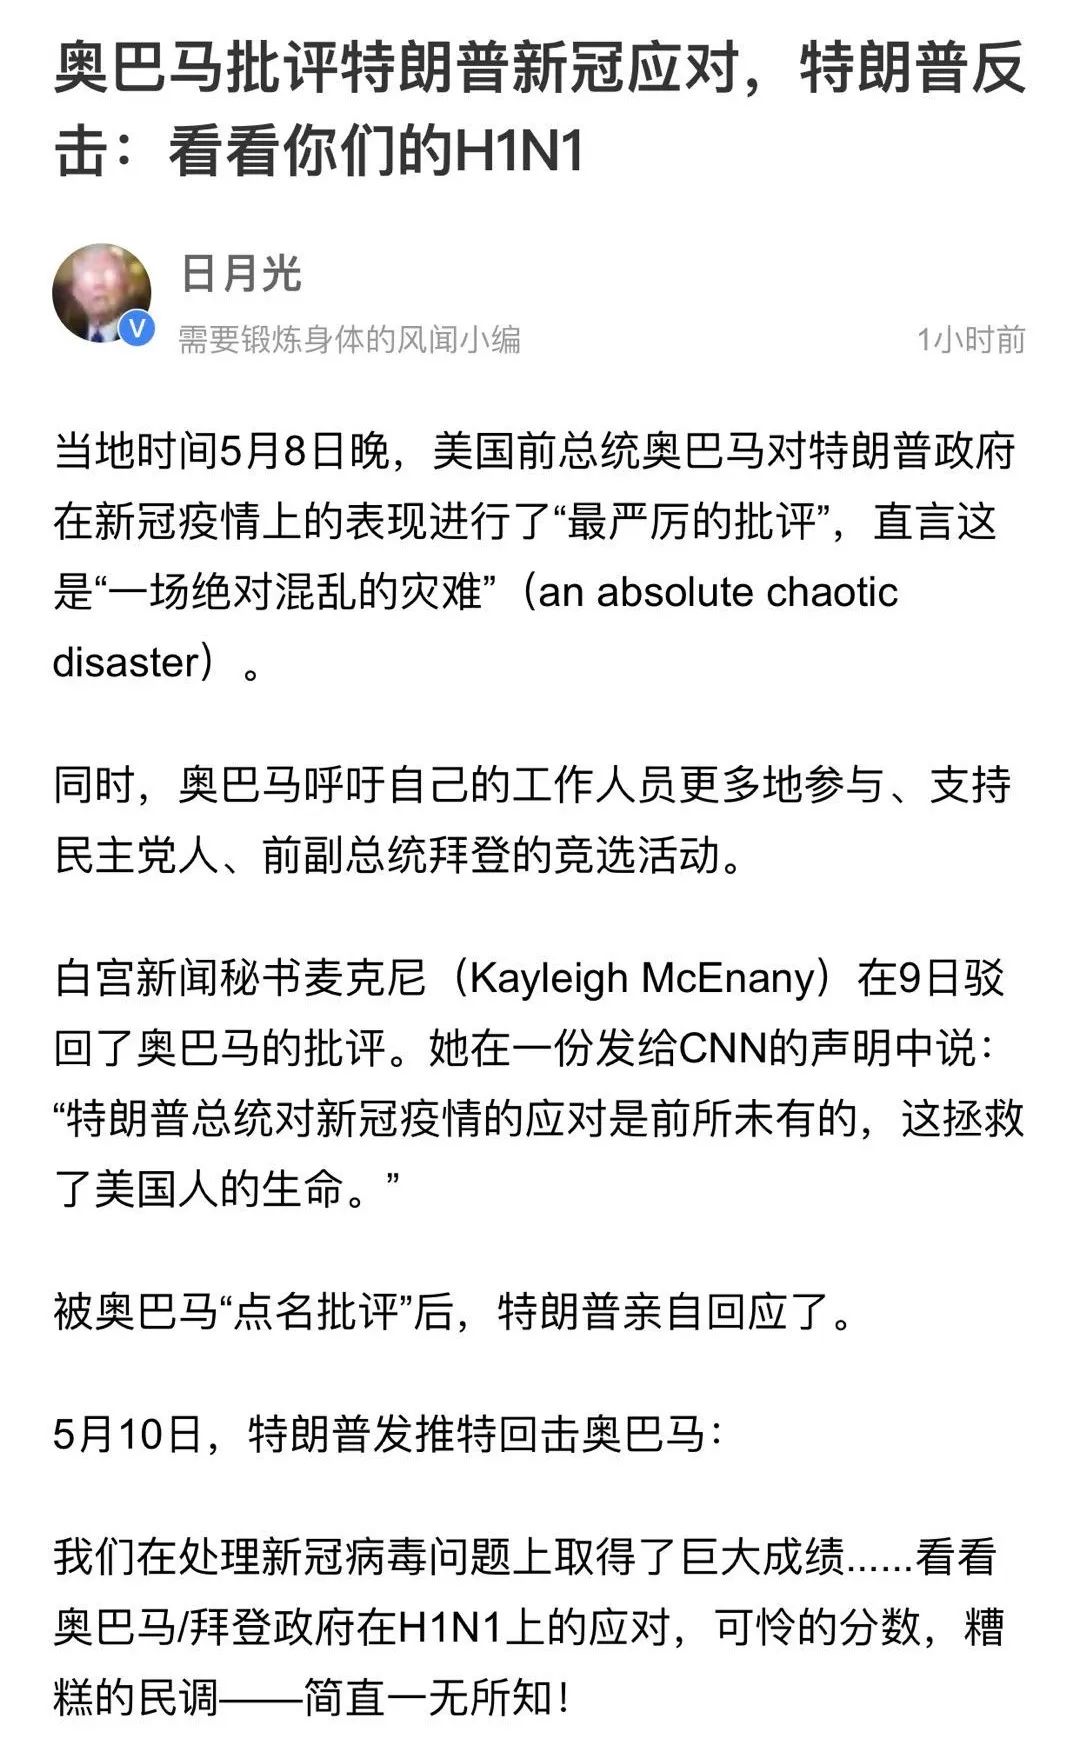 奥巴马批评特朗普新冠应对，特朗普反
击：看看你们的H1N1
日月光
V
需要锻炼身体的风闻小编
1小时前
当地时间5月8日晚，美国前总统奥巴马对特朗普政府
在新冠疫情上的表现进行了“最严厉的批评”，直言这
是“一场绝对混乱的灾难”（an absolute chaotic
disaster）。
同时，奥巴马呼吁自己的工作人员更多地参与、支持
民主党人、前副总统拜登的竞选活动。
白宫新闻秘书麦克尼（Kayleigh McEnany）在9日驳
回了奥巴马的批评。她在一份发给CNN的声明中说：
“特朗普总统对新冠疫情的应对是前所未有的，这拯救
了美国人的生命。”
被奥巴马“点名批评”后，特朗普亲自回应了。
5月10日，特朗普发推特回击奥巴马：
我们在处理新冠病毒问题上取得了巨大成绩......看看
奥巴马/拜登政府在H1N1上的应对，可怜的分数，糟
糕的民调——简直一无所知！